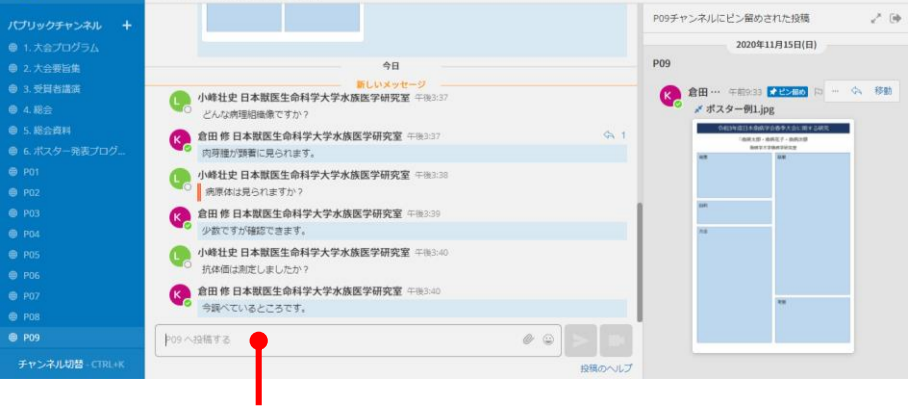 パブリックチャンネル +
1. 大会プログラム
2. 大会要旨集
3. 受賞者講演
4. 総会
5. 総会資料
6. ポスター発表プログ...
P01
P02
P03
P04
P05
P06
P07
P08
P09
チャンネル切替 - CTRL+K
今日
新しいメッセージ
小峰壮史 日本獣医生命科学大学水族医学研究室 午後3:37
どんな病理組織像ですか？
倉田 修 日本獣医生命科学大学水族医学研究室 午後3:37
1
肉芽腫が顕著に見られます。
小峰壮史 日本獣医生命科学大学水族医学研究室 午後3:38
病原体は見られますか？
倉田 修 日本獣医生命科学大学水族医学研究室 午後3:39
少数ですが確認できます。
小峰壮史 日本獣医生命科学大学水族医学研究室 午後3:40
抗体価は測定しましたか？
倉田 修 日本獣医生命科学大学水族医学研究室 午後3:40
今調べているところです。
P09 へ投稿する
投稿のヘルプ
P09チャンネルにピン留めされた投稿
2020年11月15日(日)
P09
倉田 … 午前9:33 ピン留め … 移動
ポスター例1.jpg